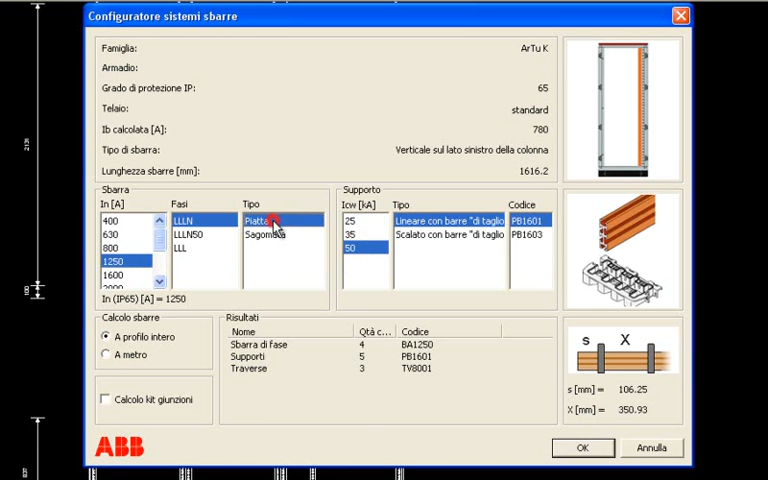 Configuratore sistemi sbarre
Famiglia: ArTu K
Armadio:
Grado di protezione IP: 65
Telaio: standard
Ib calcolata [A]: 780
Tipo di sbarra: Verticale sul lato sinistro della colonna
Lunghezza sbarre [mm]: 1616.2
Sbarra Supporto
In [A] Fasi Tipo Icw [kA] Tipo Codice
400 LLLN Piatta 25 Lineare con barre "di taglio PB1601
630 LLLN50 Sagomata 35 Scalato con barre "di taglio PB1603
800 LLL 50
1250
1600
In (IP65) [A] = 1250
Calcolo sbarre Risultati
A profilo intero
A metro
Nome Qtà c... Codice
Sbarra di fase 4 BA1250
Supporti 5 PB1601
Traverse 3 TV8001
s X
s [mm] = 106.25
X [mm] = 350.93
Calcolo kit giunzioni
ABB OK Annulla